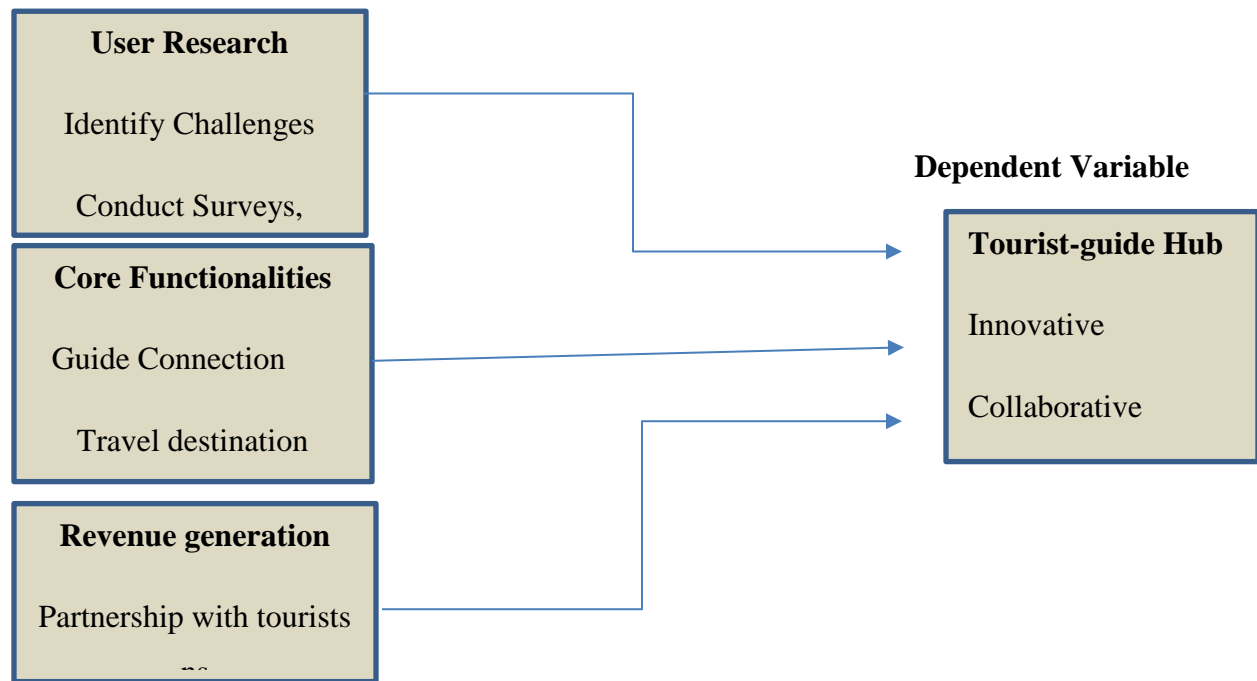 User Research
Identify Challenges
Conduct Surveys,
Core Functionalities
Guide Connection
Travel destination
Revenue generation
Partnership with tourists
Dependent Variable
Tourist-guide Hub
Innovative
Collaborative